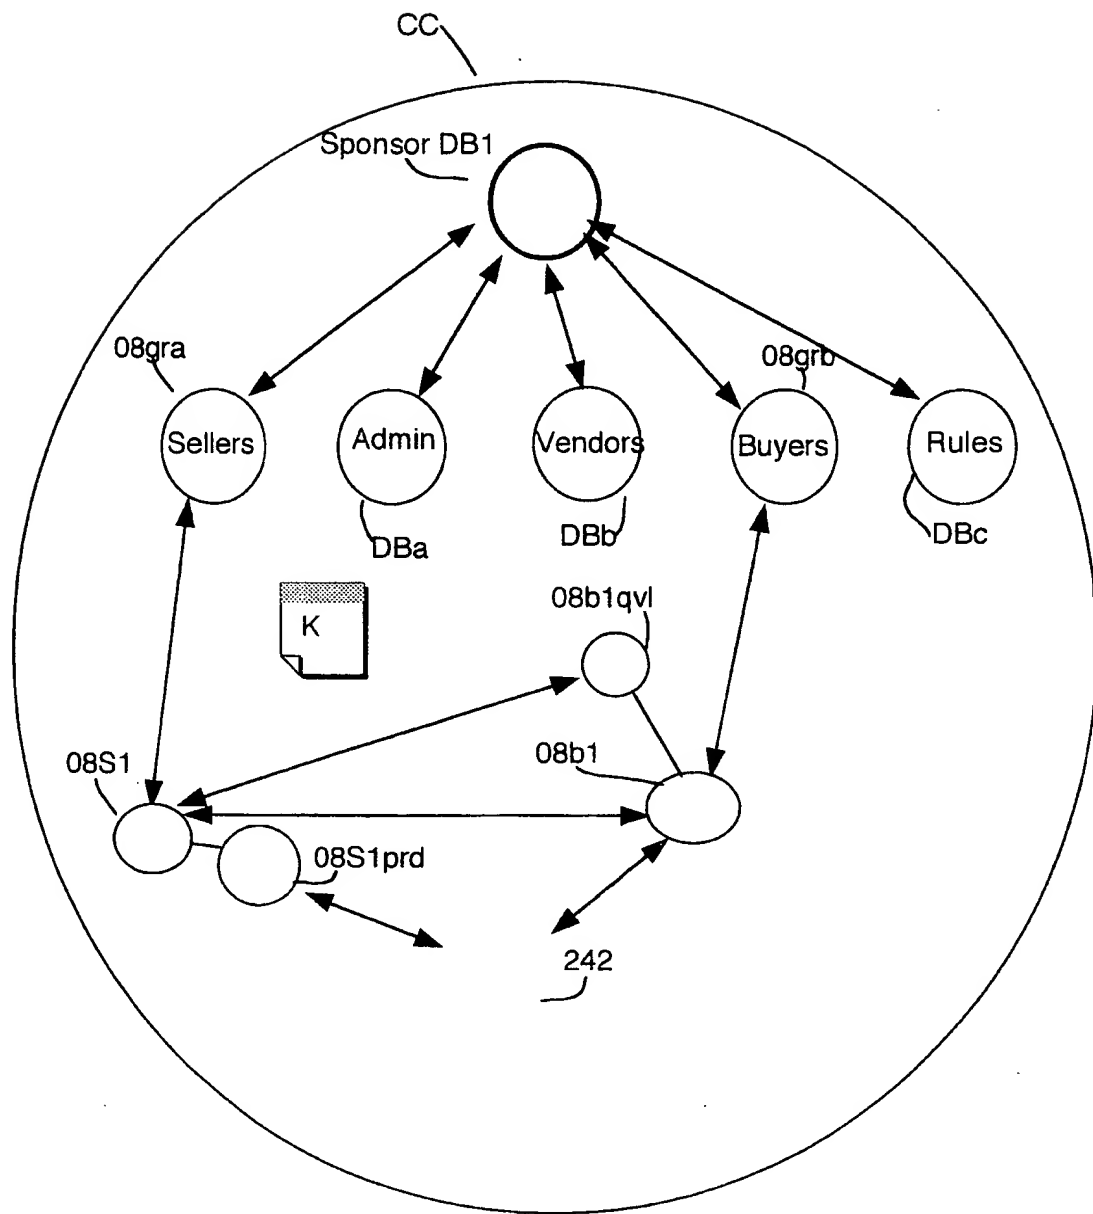 CC
Sponsor DB1
08gra
08grb
Sellers
Admin
Vendors
Buyers
Rules
DBa
DBb
DBc
K
08b1qvl
08S1
08b1
08S1prd
242